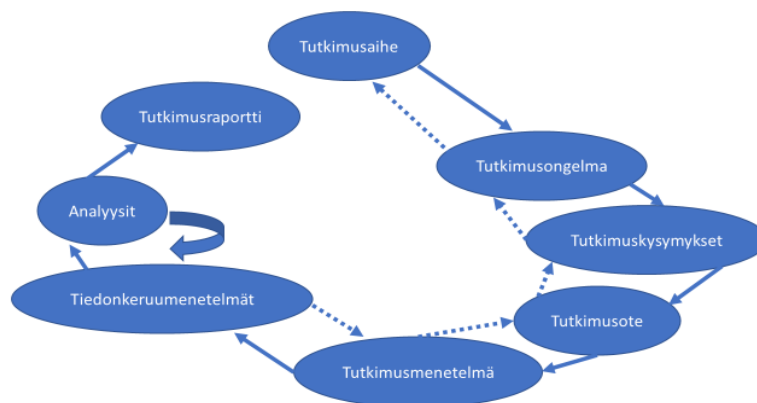 Tutkimusaihe
Tutkimusraportti
Tutkimusongelma
Analyysit
Tutkimuskysymykset
Tiedonkeruumenetelmät
Tutkimusote
Tutkimusmenetelmä